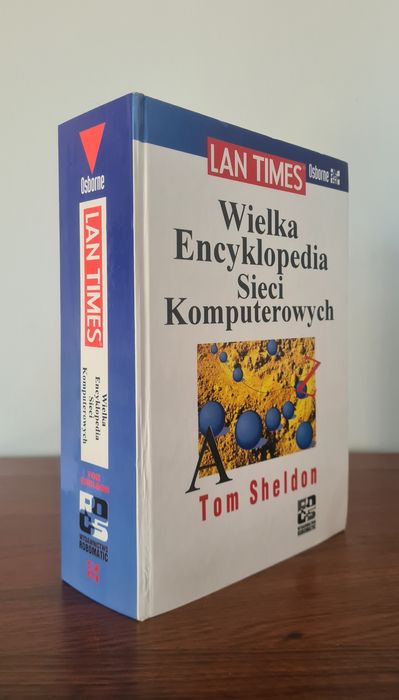 LAN TIMES
Osborne
Wielka
Encyklopedia
Sieci
Komputerowych
A
Z
Tom Sheldon
Osborne
LAN TIMES
Wielka
Encyklopedia
Sieci
Komputerowych
WYDAWNICTWO
ROBOMATIC